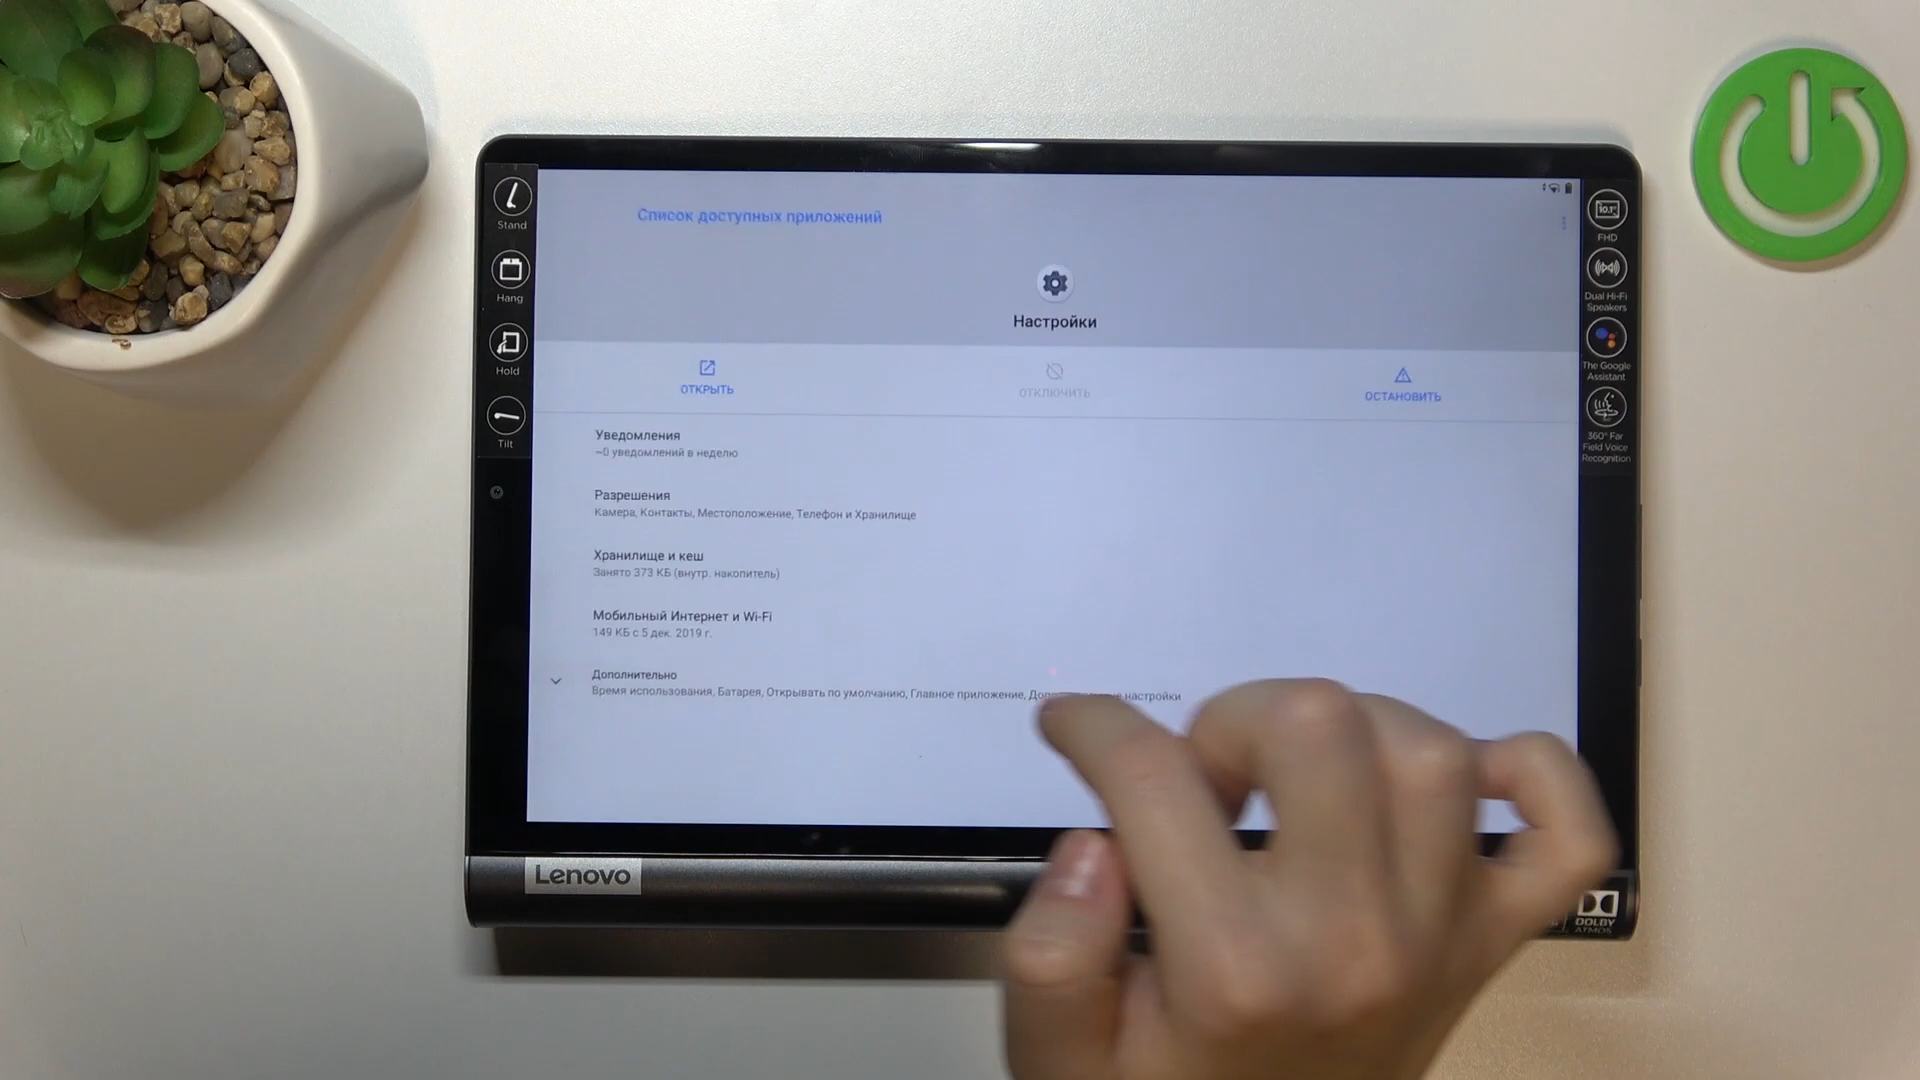 Список доступных приложений
Настройки
ОТКРЫТЬ
ОТКЛЮЧИТЬ
ОСТАНОВИТЬ
Уведомления
~0 уведомлений в неделю
Разрешения
Камера, Контакты, Местоположение, Телефон и Хранилище
Хранилище и кеш
Занято 373 КБ (внутр. накопитель)
Мобильный Интернет и Wi-Fi
149 КБ с 5 дек. 2019 г.
Дополнительно
Время использования, Батарея, Открывать по умолчанию, Главное приложение, настройки
Stand
Hang
Hold
Tilt
10.1"
FHD
Dual Hi-Fi
Speakers
The Google
Assistant
360° Far
Field Voice
Recognition
Lenovo
DOLBY
ATMOS